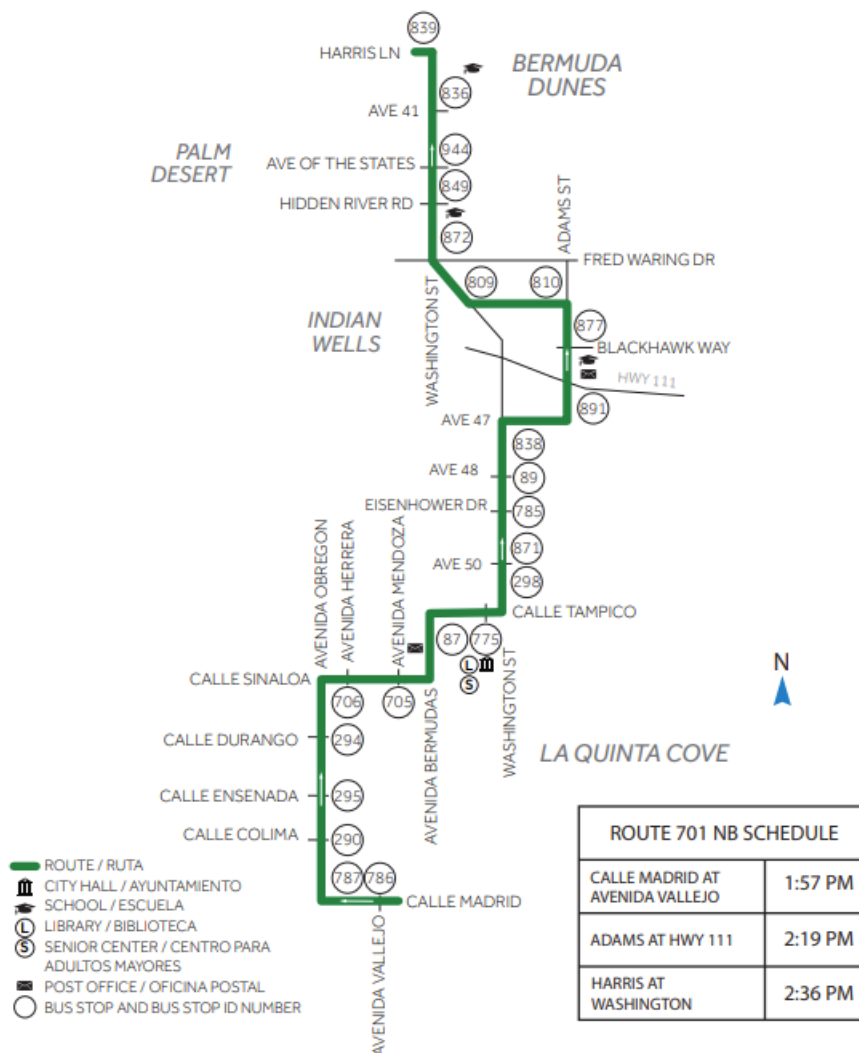 839
HARRIS LN
BERMUDA
DUNES
836
AVE 41
PALM
DESERT
944
AVE OF THE STATES
849
HIDDEN RIVER RD
872
ADAMS ST
FRED WARING DR
809
810
WASHINGTON ST
INDIAN
WELLS
877
BLACKHAWK WAY
HWY 111
891
AVE 47
838
AVE 48
89
EISENHOWER DR
785
871
AVE 50
298
AVENIDA OBREGON
AVENIDA HERRERA
AVENIDA MENDOZA
CALLE TAMPICO
87
775
L
S
WASHINGTON ST
CALLE SINALOA
706
705
AVENIDA BERMUDAS
N
CALLE DURANGO
294
LA QUINTA COVE
CALLE ENSENADA
295
CALLE COLIMA
290
787
786
CALLE MADRID
AVENIDA VALLEJO
ROUTE / RUTA
CITY HALL / AYUNTAMIENTO
SCHOOL / ESCUELA
L LIBRARY / BIBLIOTECA
S SENIOR CENTER / CENTRO PARA
ADULTOS MAYORES
POST OFFICE / OFICINA POSTAL
BUS STOP AND BUS STOP ID NUMBER
ROUTE 701 NB SCHEDULE
CALLE MADRID AT
AVENIDA VALLEJO
1:57 PM
ADAMS AT HWY 111
2:19 PM
HARRIS AT
WASHINGTON
2:36 PM